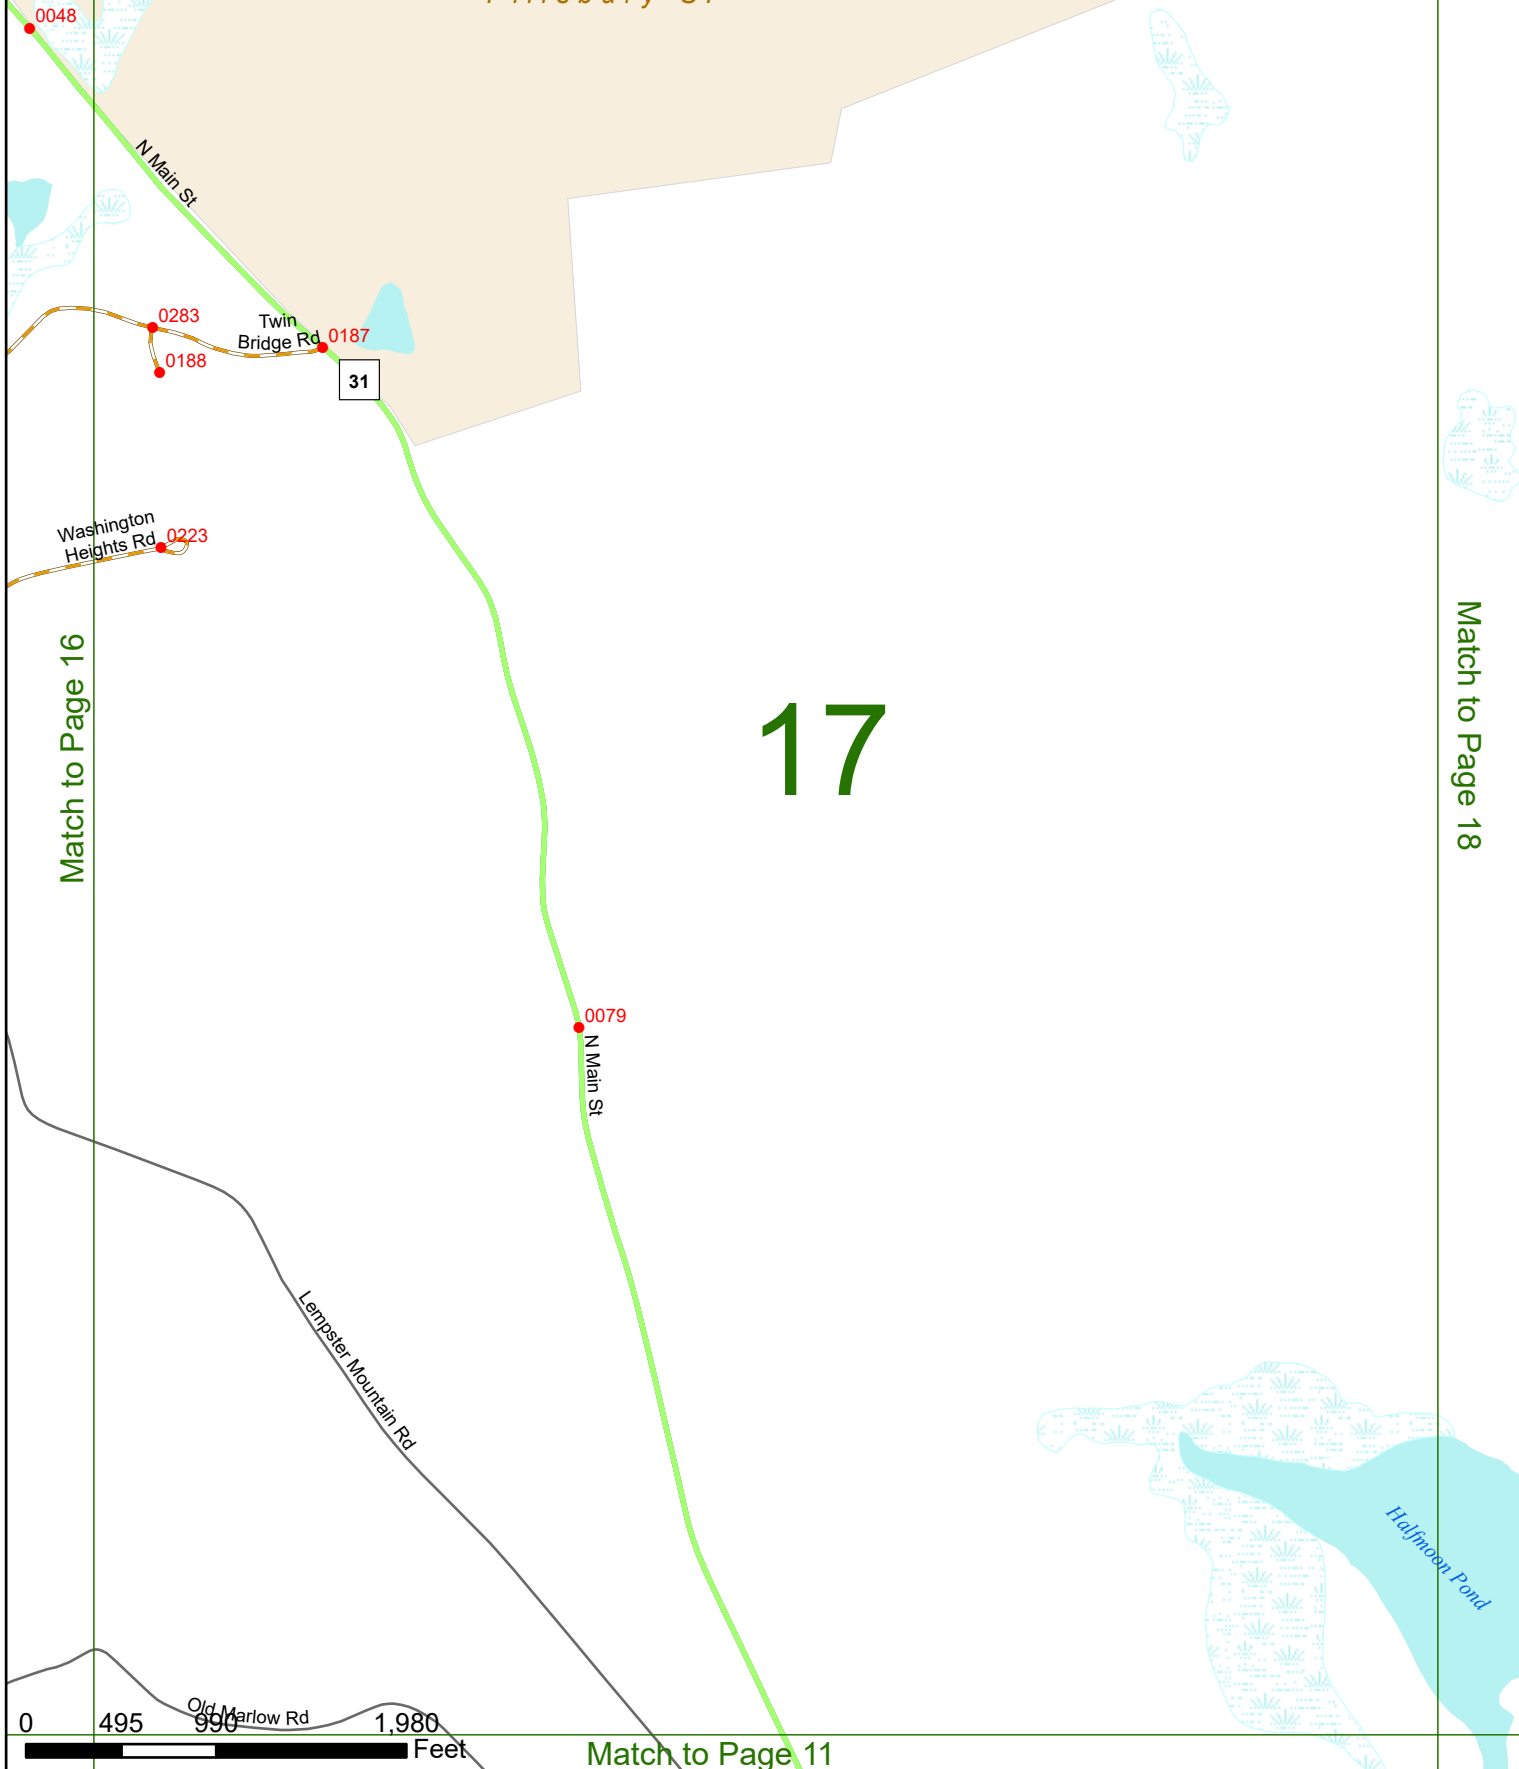 0048
N Main St
0283
Twin
Bridge Rd
0187
0188
31
Washington
Heights Rd
0223
Match to Page 16
17
Match to Page 18
0079
N Main St
Lempster Mountain Rd
Halfmoon Pond
Old Marlow Rd
0 495 990 1,980
Feet
Match to Page 11